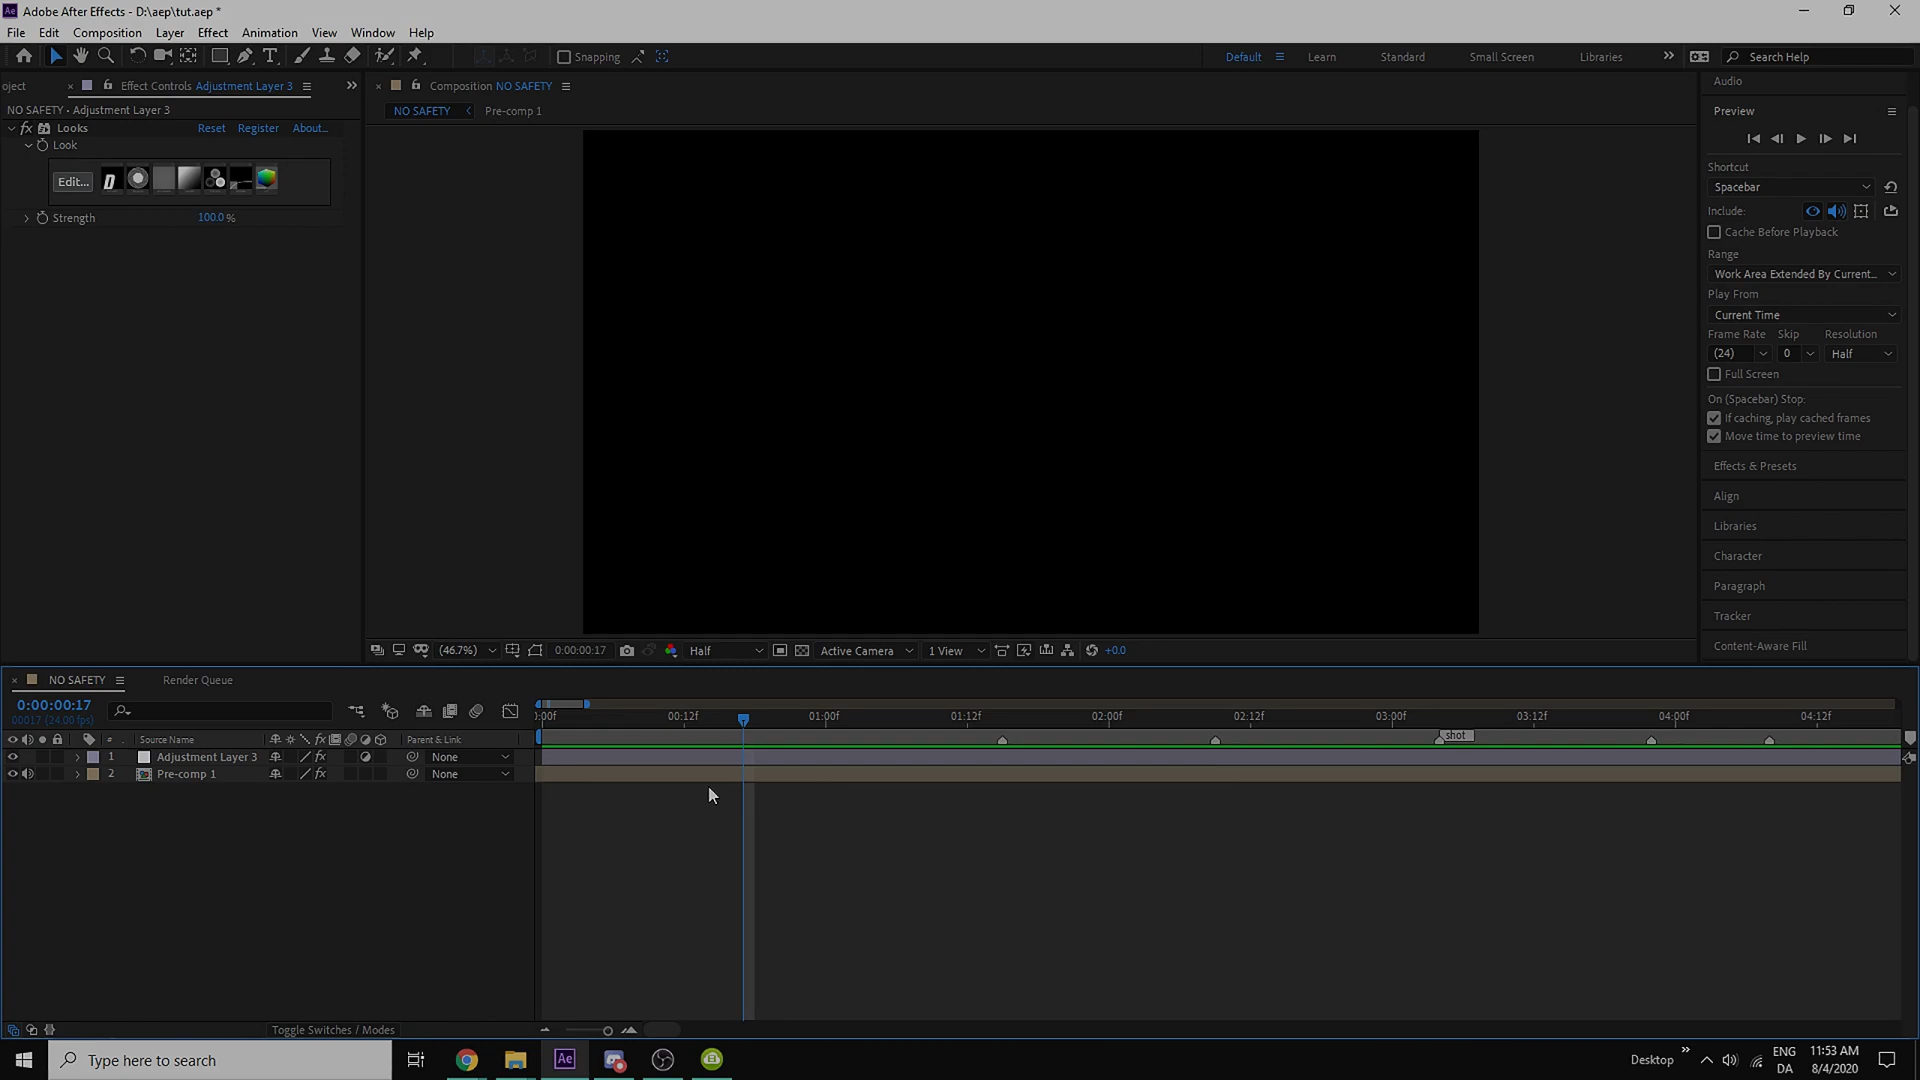 Ae Adobe After Effects - D:\aep\tut.aep *
File Edit Composition Layer Effect Animation View Window Help
Snapping
Default Learn Standard Small Screen Libraries Search Help
oject Effect Controls Adjustment Layer 3
Composition NO SAFETY
Audio
NO SAFETY • Adjustment Layer 3
NO SAFETY Pre-comp 1
Preview
fx Looks Reset Register About...
Look
Edit...
Strength 100.0 %
Shortcut
Spacebar
Include:
Cache Before Playback
Range
Work Area Extended By Current...
Play From
Current Time
Frame Rate Skip Resolution
(24) 0 Half
Full Screen
On (Spacebar) Stop:
If caching, play cached frames
Move time to preview time
Effects & Presets
Align
Libraries
Character
Paragraph
Tracker
Content-Aware Fill
(46.7%) 0:00:00:17 Half Active Camera 1 View +0.0
NO SAFETY Render Queue
0:00:00:17
00017 (24.00 fps)
:00f 00:12f 01:00f 01:12f 02:00f 02:12f 03:00f 03:12f 04:00f 04:12f
# Source Name fx Parent & Link
shot
1 Adjustment Layer 3 fx None
2 Pre-comp 1 fx None
Toggle Switches / Modes
Type here to search
Ae
Desktop
ENG
DA
11:53 AM
8/4/2020